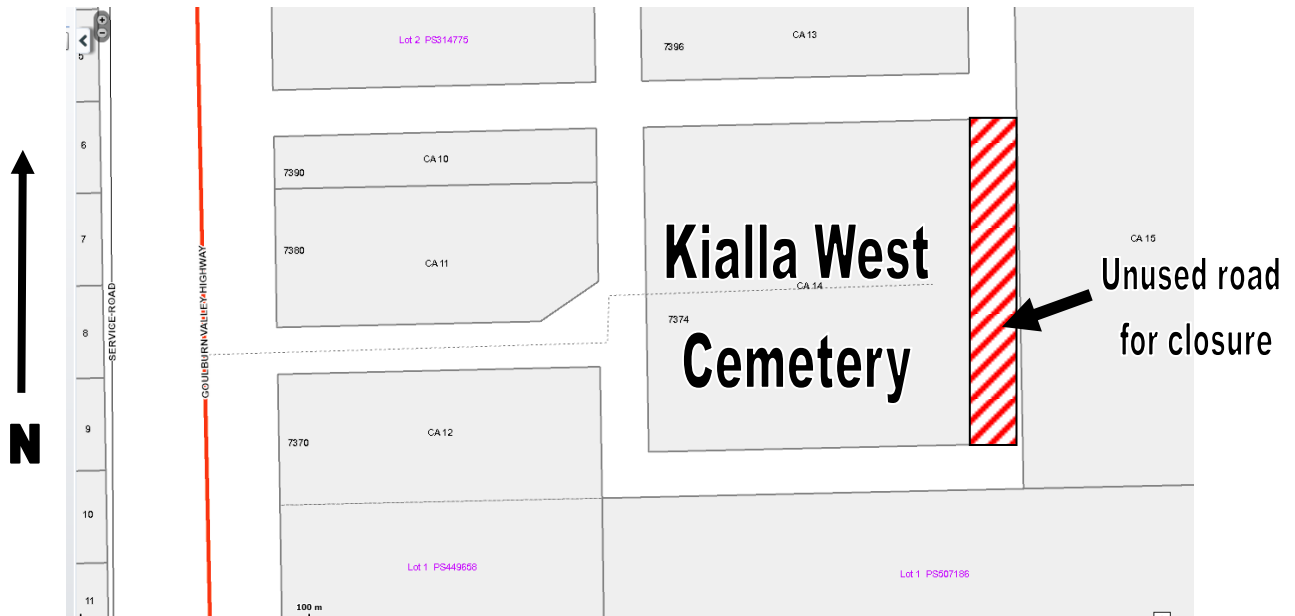 Lot 2 PS314775
CA 13
7396
5
6
CA 10
7390
7
7380
CA 11
Kialla West
CA 14
CA 15
Unused road
for closure
SERVICE ROAD
GOULBURN VALLEY HIGHWAY
8
7374
Cemetery
N
9
7370
CA 12
10
Lot 1 PS449658
Lot 1 PS507186
11
100 m